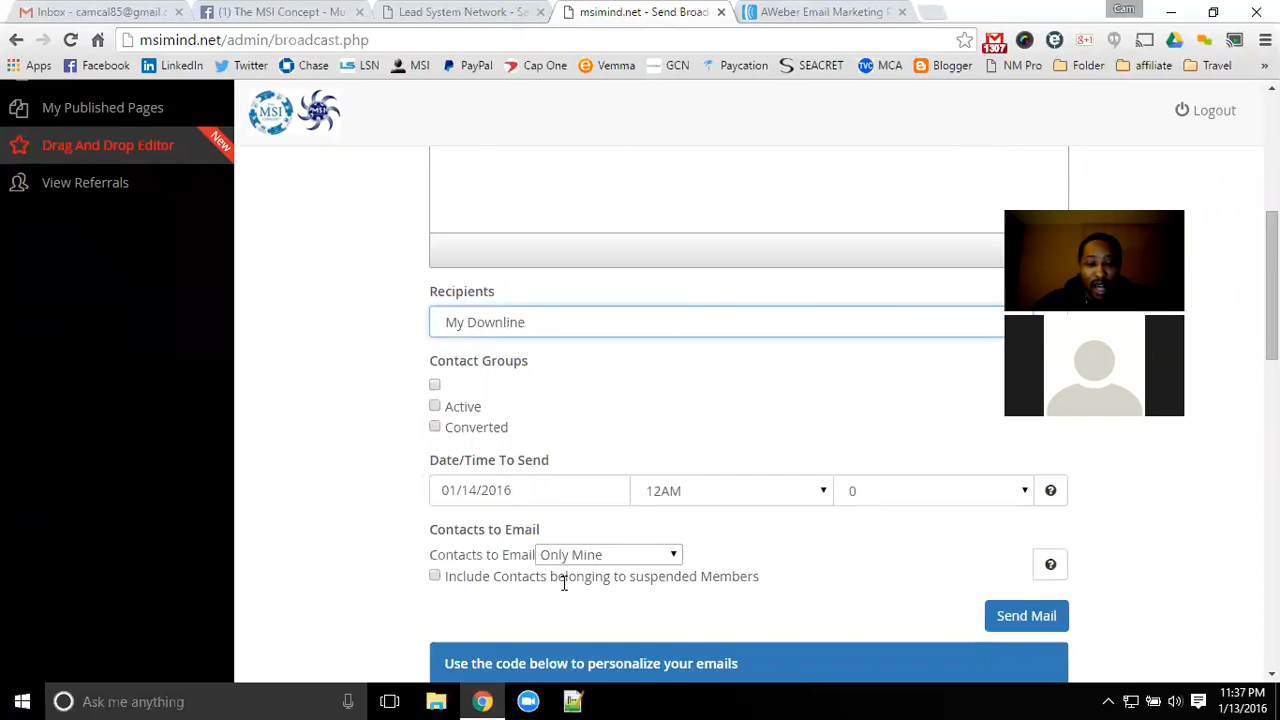 Inbox - camcal85@gmail.c
(1) The MSI Concept - Mu
Lead System Network - Se
msimind.net - Send Broad
AWeber Email Marketing P
Cam
msimind.net/admin/broadcast.php
1307
Apps
Facebook
LinkedIn
Twitter
Chase
LSN
MSI
PayPal
Cap One
Vemma
GCN
Paycation
SEACRET
MCA
Blogger
NM Pro
Folder
affiliate
Travel
»
My Published Pages
Drag And Drop Editor
New
View Referrals
MSI
Logout
Recipients
My Downline
Contact Groups
Active
Converted
Date/Time To Send
01/14/2016
12AM
0
Contacts to Email
Contacts to Email Only Mine
Include Contacts belonging to suspended Members
Send Mail
Use the code below to personalize your emails
Ask me anything
11:37 PM
1/13/2016